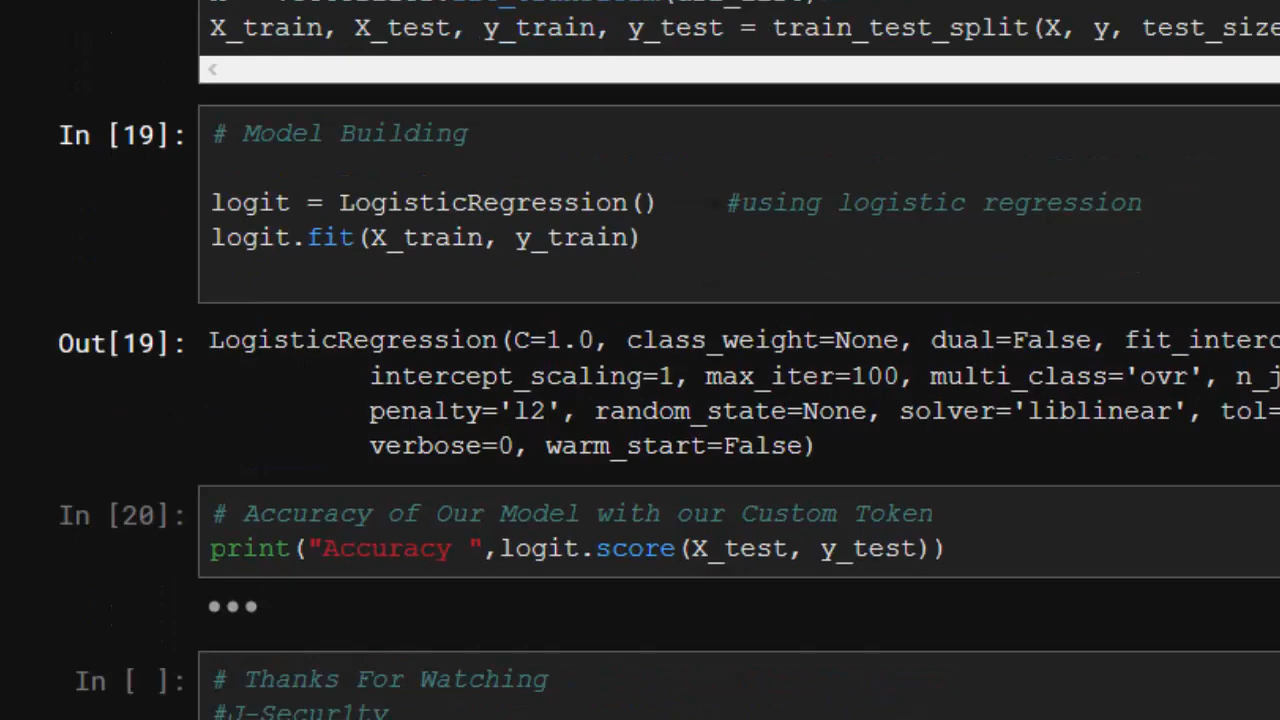 X_train, X_test, y_train, y_test = train_test_split(X, y, test_size
In [19]:
# Model Building
logit = LogisticRegression() #using logistic regression
logit.fit(X_train, y_train)
Out[19]:
LogisticRegression(C=1.0, class_weight=None, dual=False, fit_interc
intercept_scaling=1, max_iter=100, multi_class='ovr', n_j
penalty='l2', random_state=None, solver='liblinear', tol=
verbose=0, warm_start=False)
In [20]:
# Accuracy of Our Model with our Custom Token
print("Accuracy ",logit.score(X_test, y_test))
In [ ]:
# Thanks For Watching
#J-Secur1ty